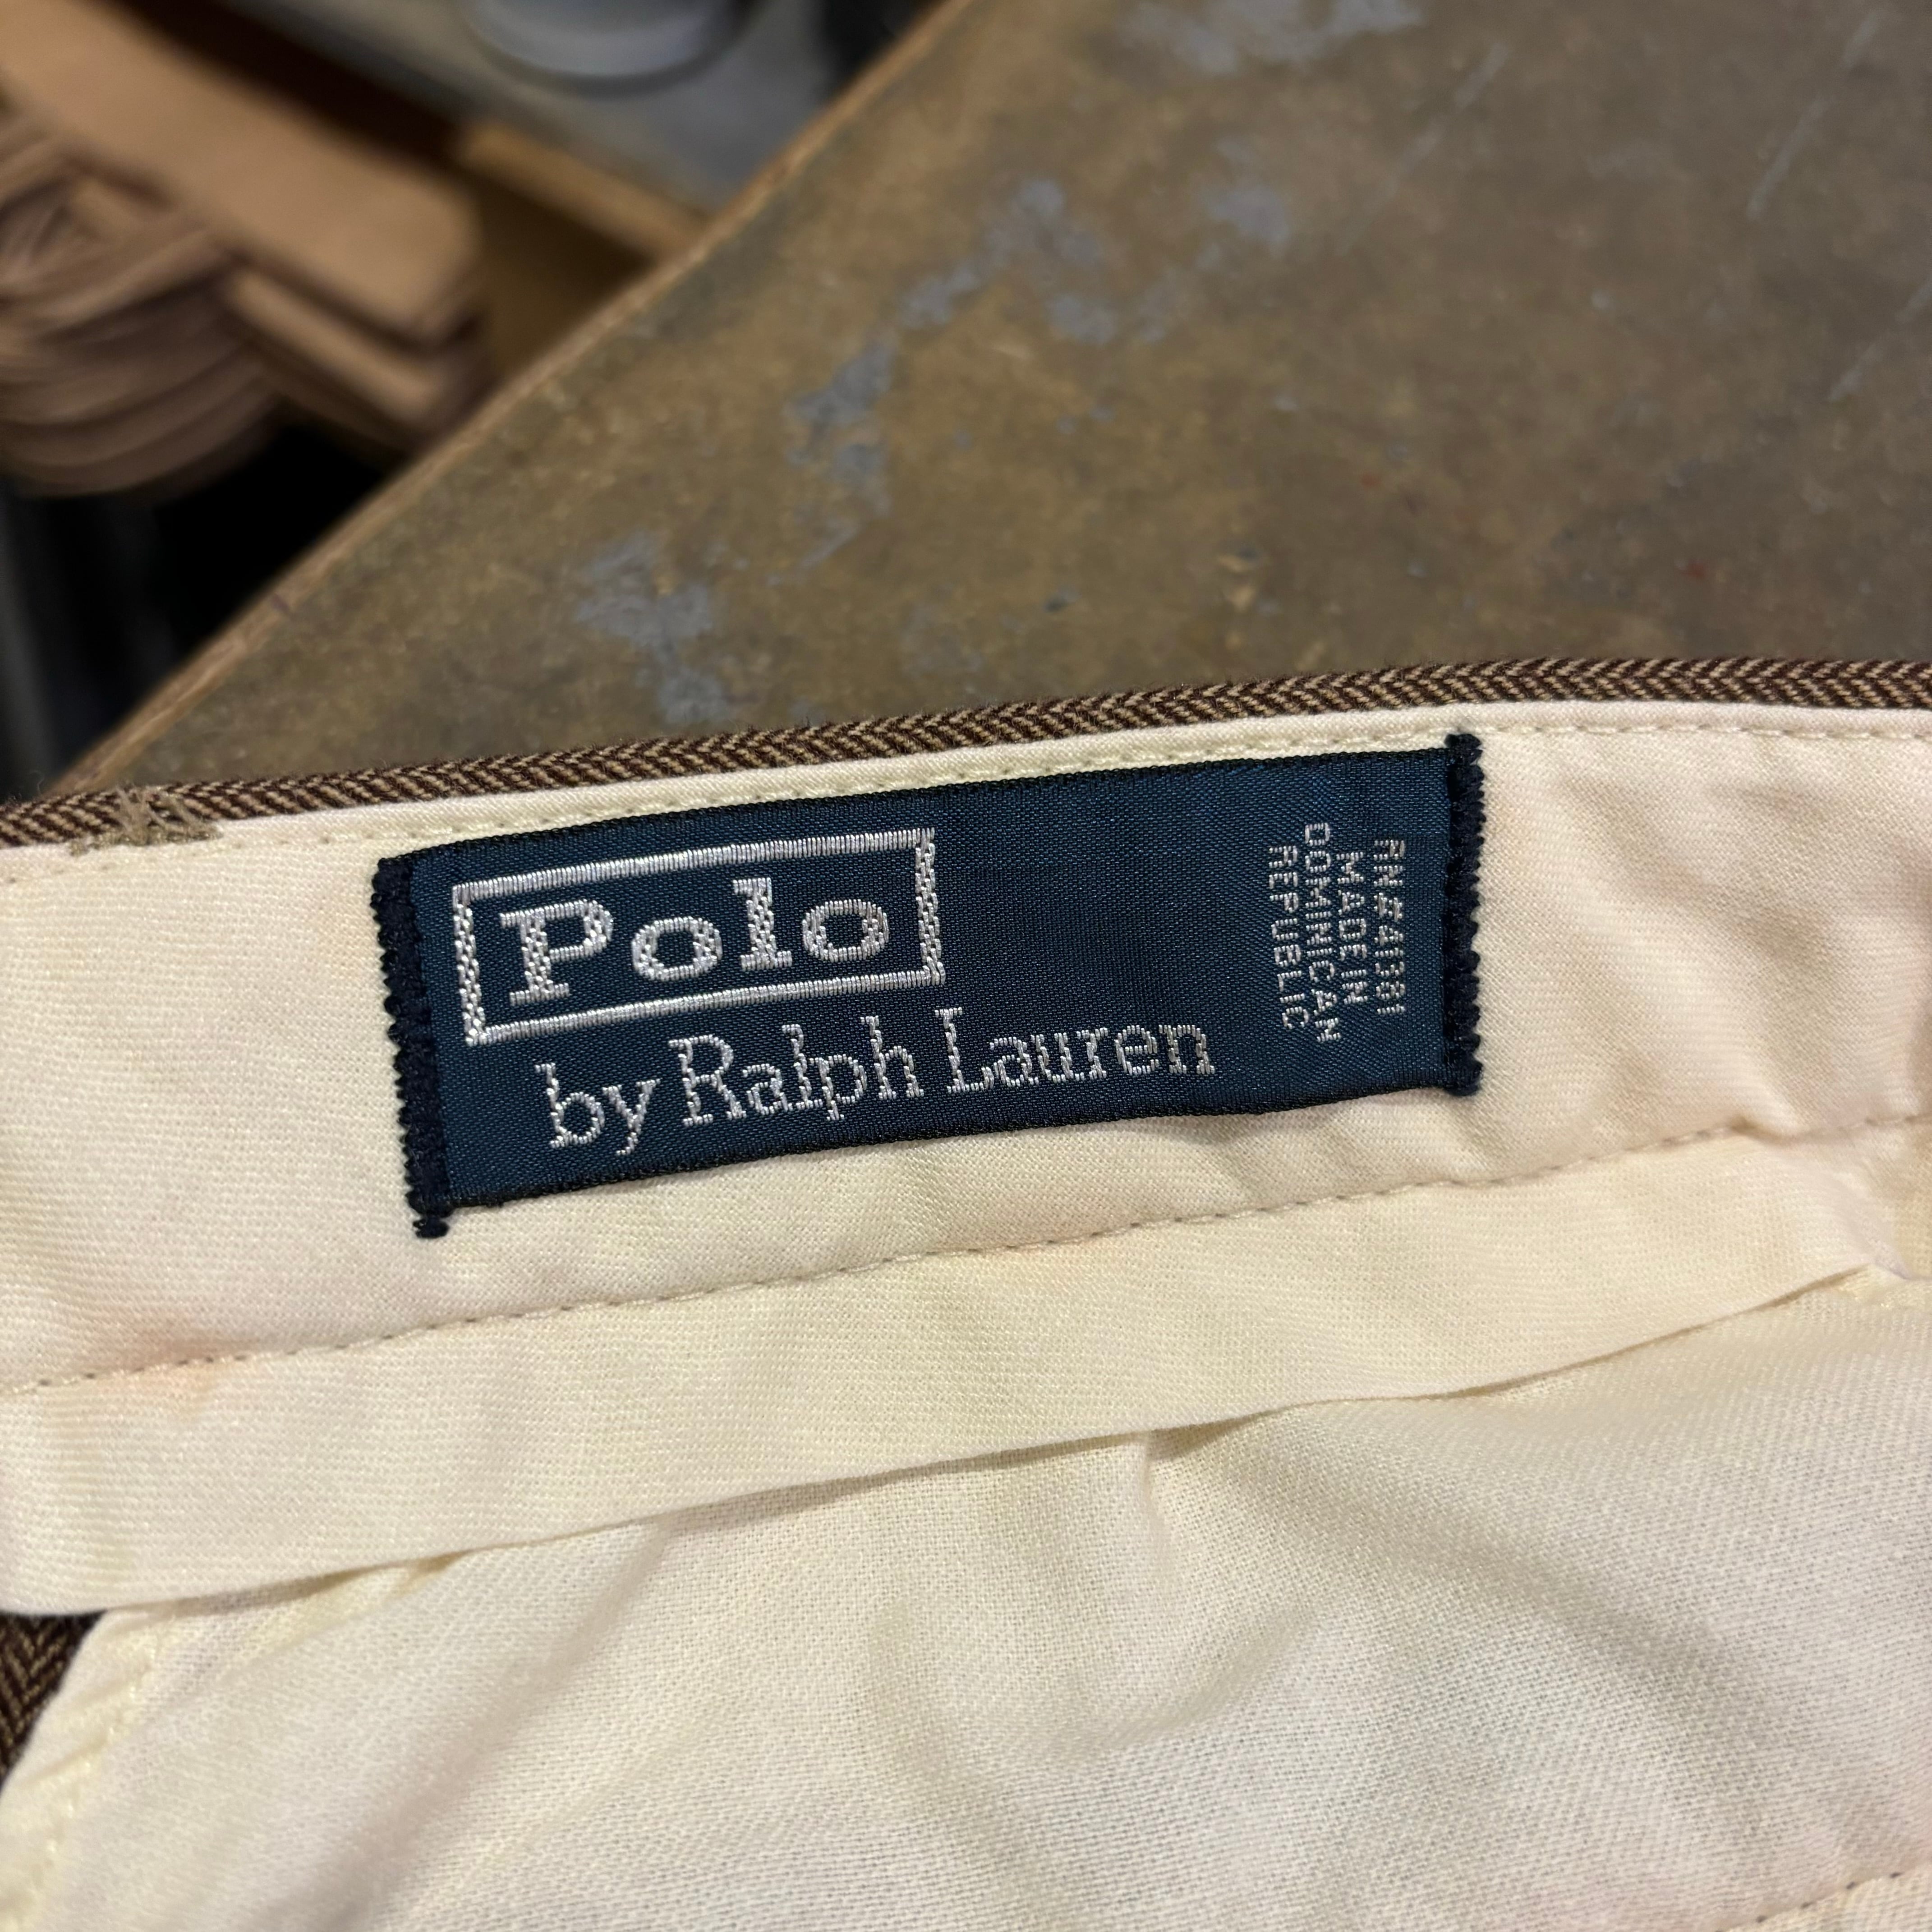 Polo
by Ralph Lauren
RN#41381
MADE IN
DOMINICAN
REPUBLIC